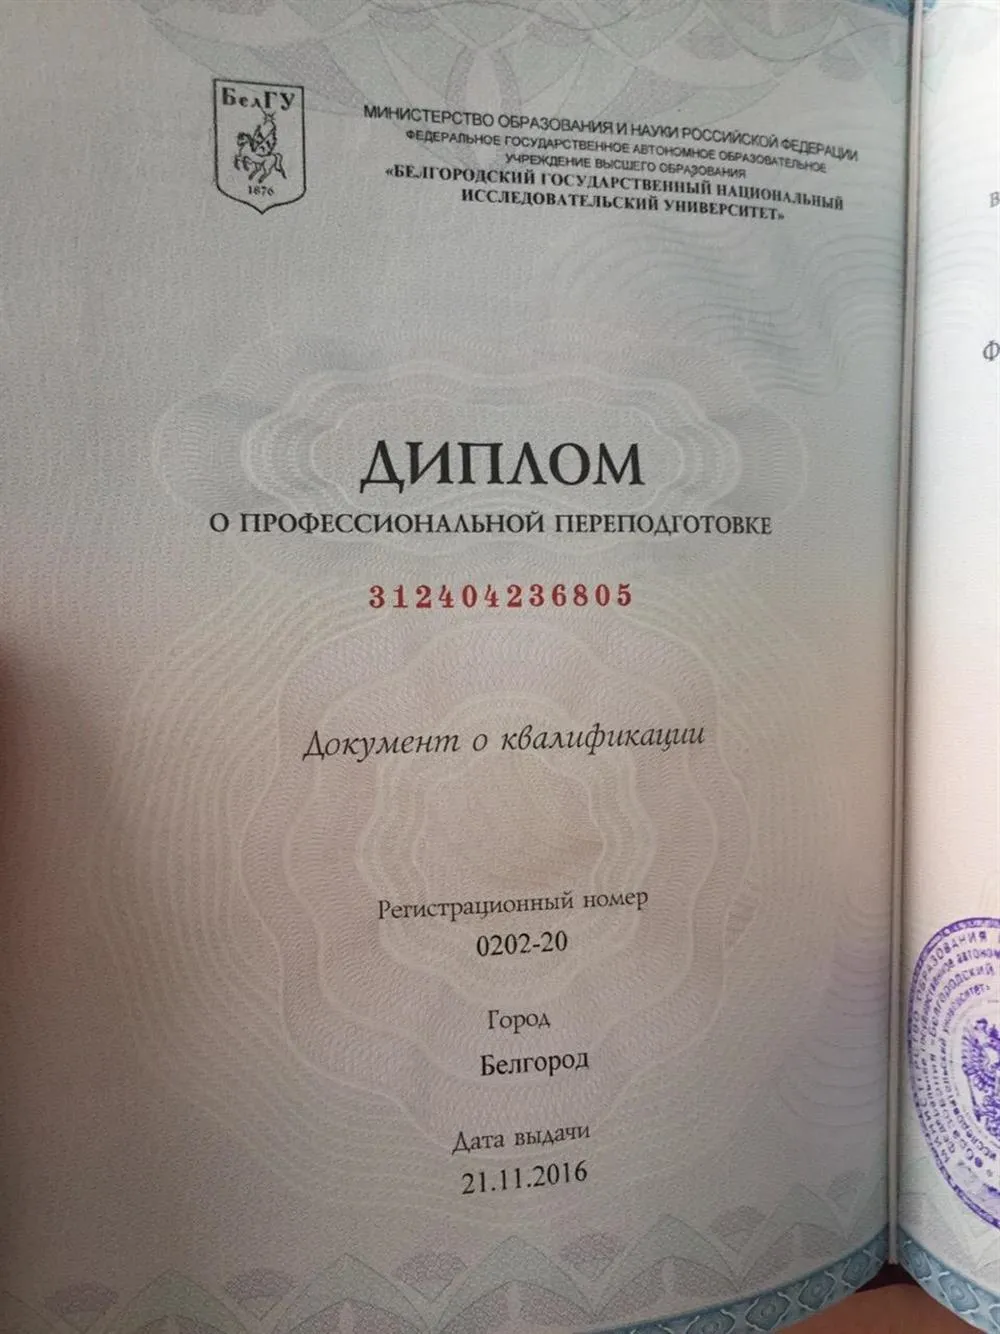 БелГУ
1876
МИНИСТЕРСТВО ОБРАЗОВАНИЯ И НАУКИ РОССИЙСКОЙ ФЕДЕРАЦИИ
ФЕДЕРАЛЬНОЕ ГОСУДАРСТВЕННОЕ АВТОНОМНОЕ ОБРАЗОВАТЕЛЬНОЕ
УЧРЕЖДЕНИЕ ВЫСШЕГО ОБРАЗОВАНИЯ
«БЕЛГОРОДСКИЙ ГОСУДАРСТВЕННЫЙ НАЦИОНАЛЬНЫЙ
ИССЛЕДОВАТЕЛЬСКИЙ УНИВЕРСИТЕТ»
ДИПЛОМ
О ПРОФЕССИОНАЛЬНОЙ ПЕРЕПОДГОТОВКЕ
312404236805
Документ о квалификации
Регистрационный номер
0202-20
Город
Белгород
Дата выдачи
21.11.2016